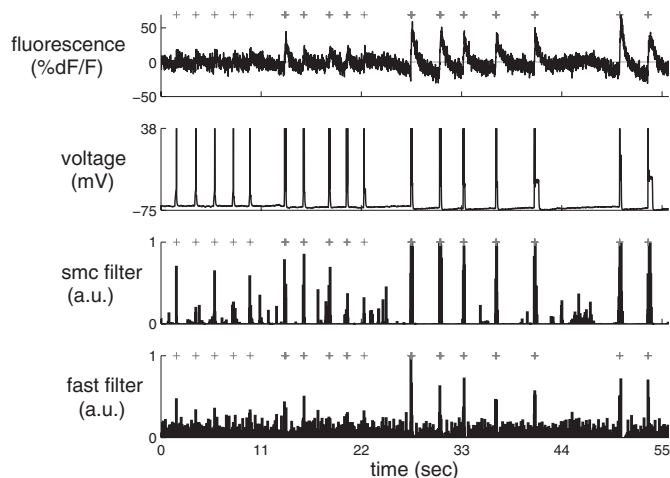 fluorescence
(%dF/F)
50
0
−50
voltage
(mV)
38
−75
smc filter
(a.u.)
1
0
fast filter
(a.u.)
1
0
0 11 22 33 44 55
time (sec)